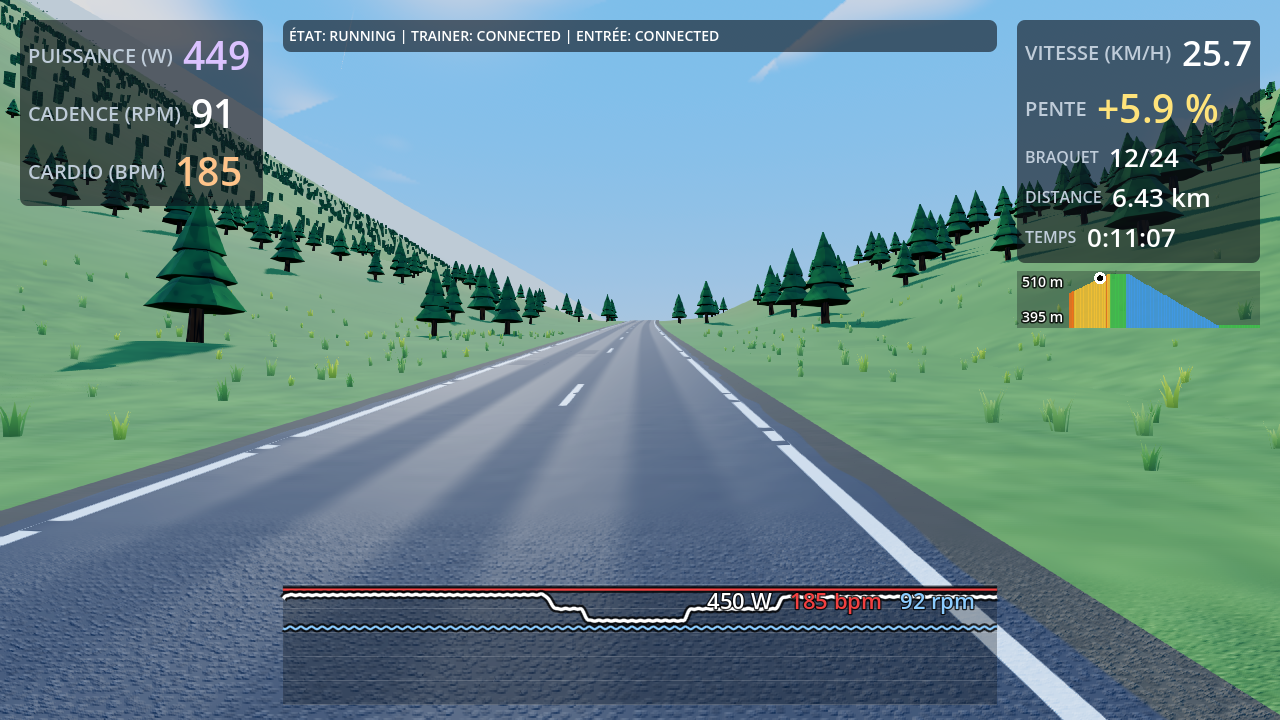 PUISSANCE (W) 449
CADENCE (RPM) 91
CARDIO (BPM) 185
ÉTAT: RUNNING | TRAINER: CONNECTED | ENTRÉE: CONNECTED
VITESSE (KM/H) 25.7
PENTE +5.9 %
BRAQUET 12/24
DISTANCE 6.43 km
TEMPS 0:11:07
510 m
395 m
450 W 185 bpm 92 rpm